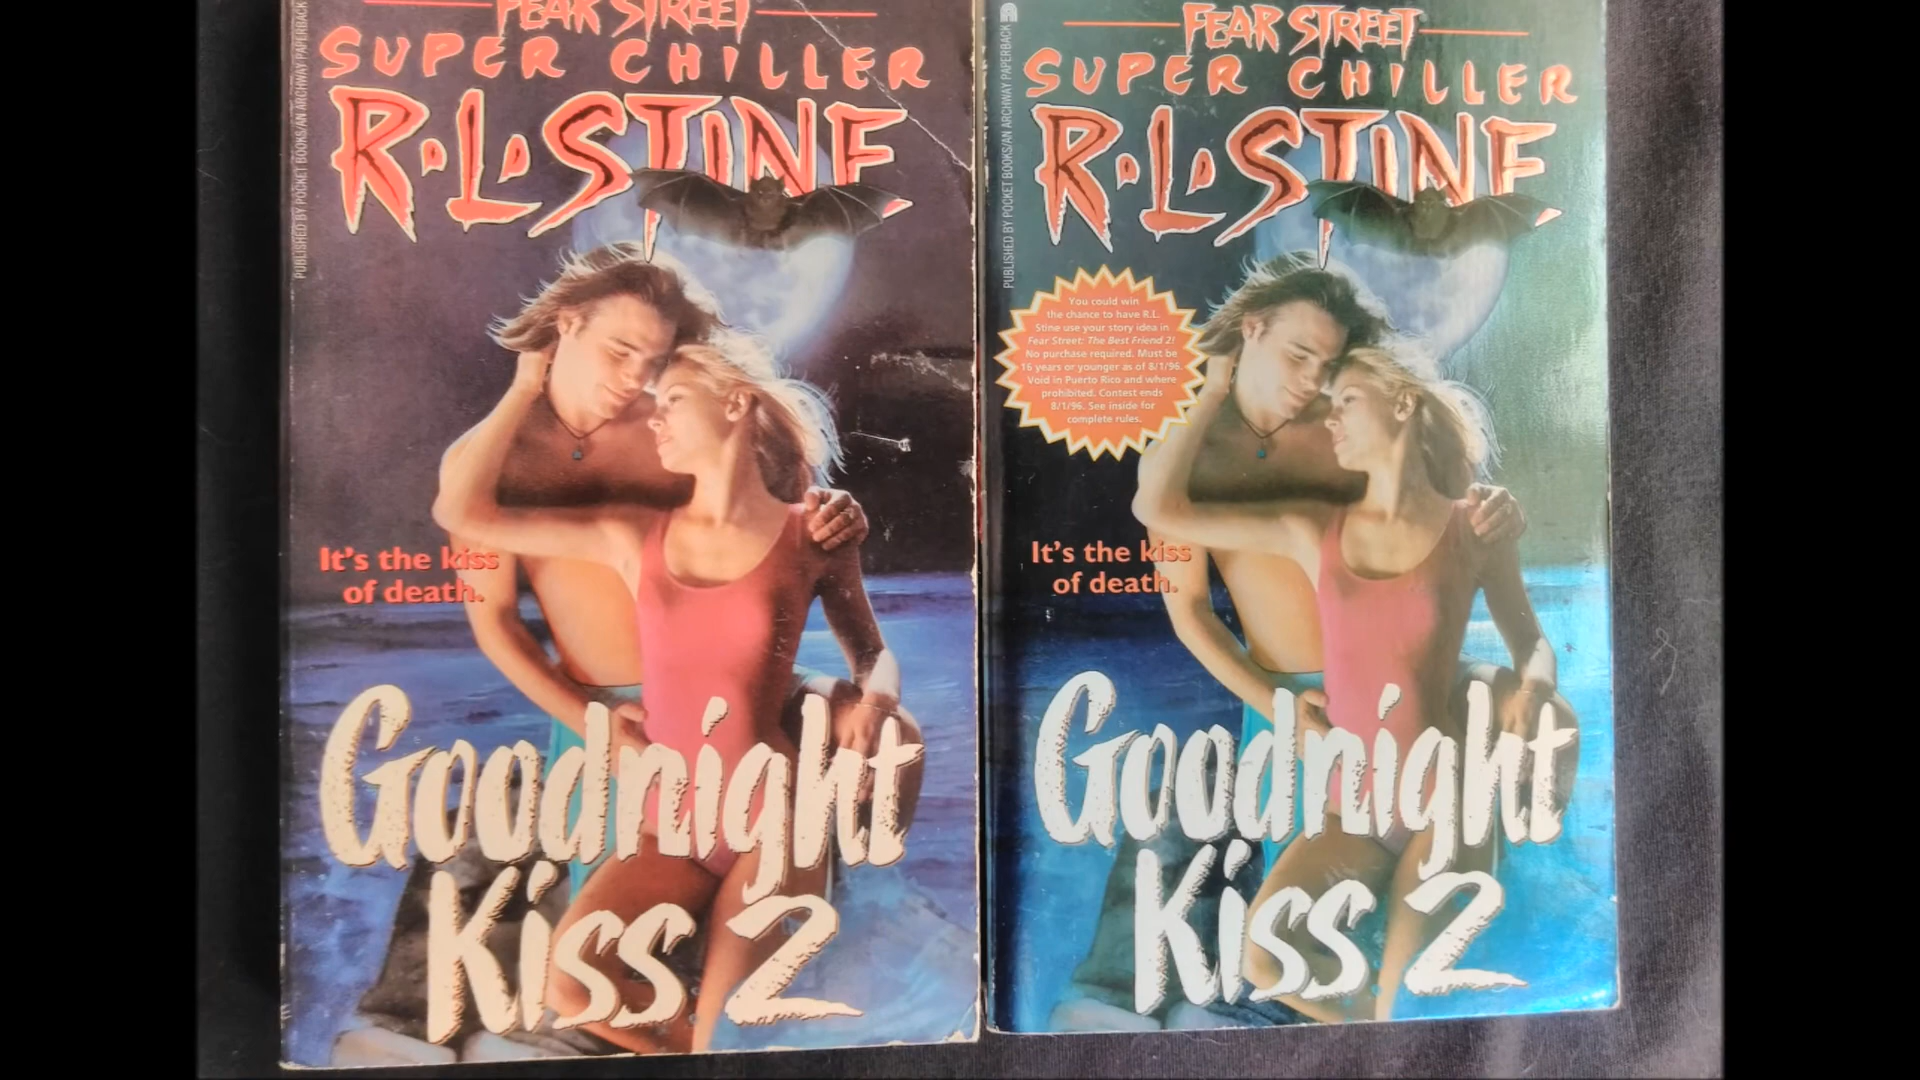 FEAR STREET
SUPER CHILLER
R.L. STINE
PUBLISHED BY POCKET BOOKS/AN ARCHWAY PAPERBACK
It's the kiss
of death.
Goodnight
Kiss 2
FEAR STREET
SUPER CHILLER
R.L. STINE
PUBLISHED BY POCKET BOOKS/AN ARCHWAY PAPERBACK
You could win
the chance to have R.L.
Stine use your story idea in
Fear Street: The Best Friend 2!
No purchase required. Must be
16 years or younger as of 8/1/96.
Void in Puerto Rico and where
prohibited. Contest ends
8/1/96. See inside for
complete rules.
It's the kiss
of death.
Goodnight
Kiss 2